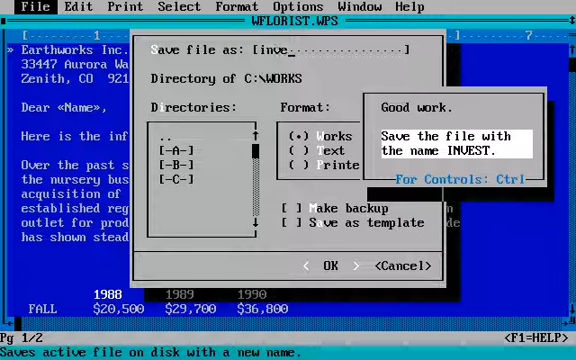 File Edit Print Select Format Options Window Help
WFLORIST.WPS
1 7
» Earthworks Inc.
33447 Aurora Wa
Zenith, CO 921
Dear «Name»,
Here is the inf
Over the past s
the nursery bus
acquisition of
established reg
outlet for prod de
has shown stead
1988 1989 1990
FALL $20,500 $29,700 $36,800
Save file as: [inve_ ]
Directory of C:\WORKS
Directories:
..
[-A-]
[-B-]
[-C-]
Format:
(•) Works
( ) Text
( ) Printe
[ ] Make backup
[ ] Save as template
< OK > <Cancel>
Good work.
Save the file with
the name INVEST.
For Controls: Ctrl
Pg 1/2 <F1=HELP>
Saves active file on disk with a new name.